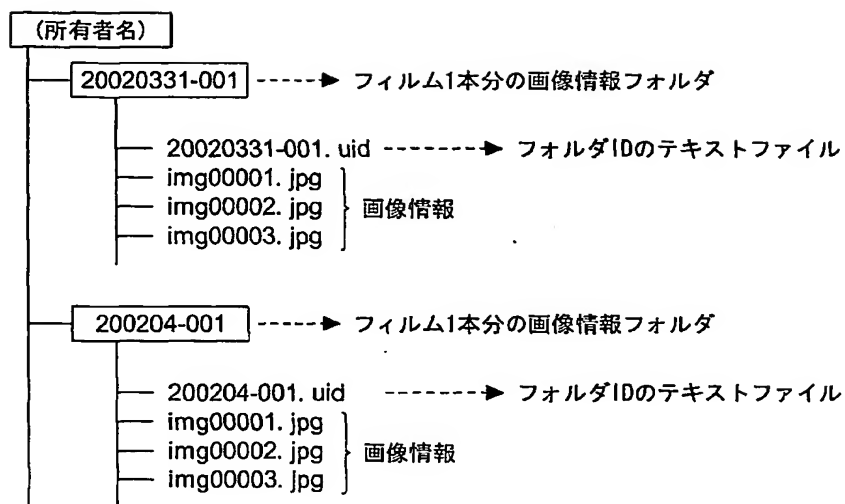 (所有者名)
20020331-001 フィルム1本分の画像情報フォルダ
20020331-001. uid フォルダIDのテキストファイル
img00001. jpg
img00002. jpg 画像情報
img00003. jpg
200204-001 フィルム1本分の画像情報フォルダ
200204-001. uid フォルダIDのテキストファイル
img00001. jpg
img00002. jpg 画像情報
img00003. jpg